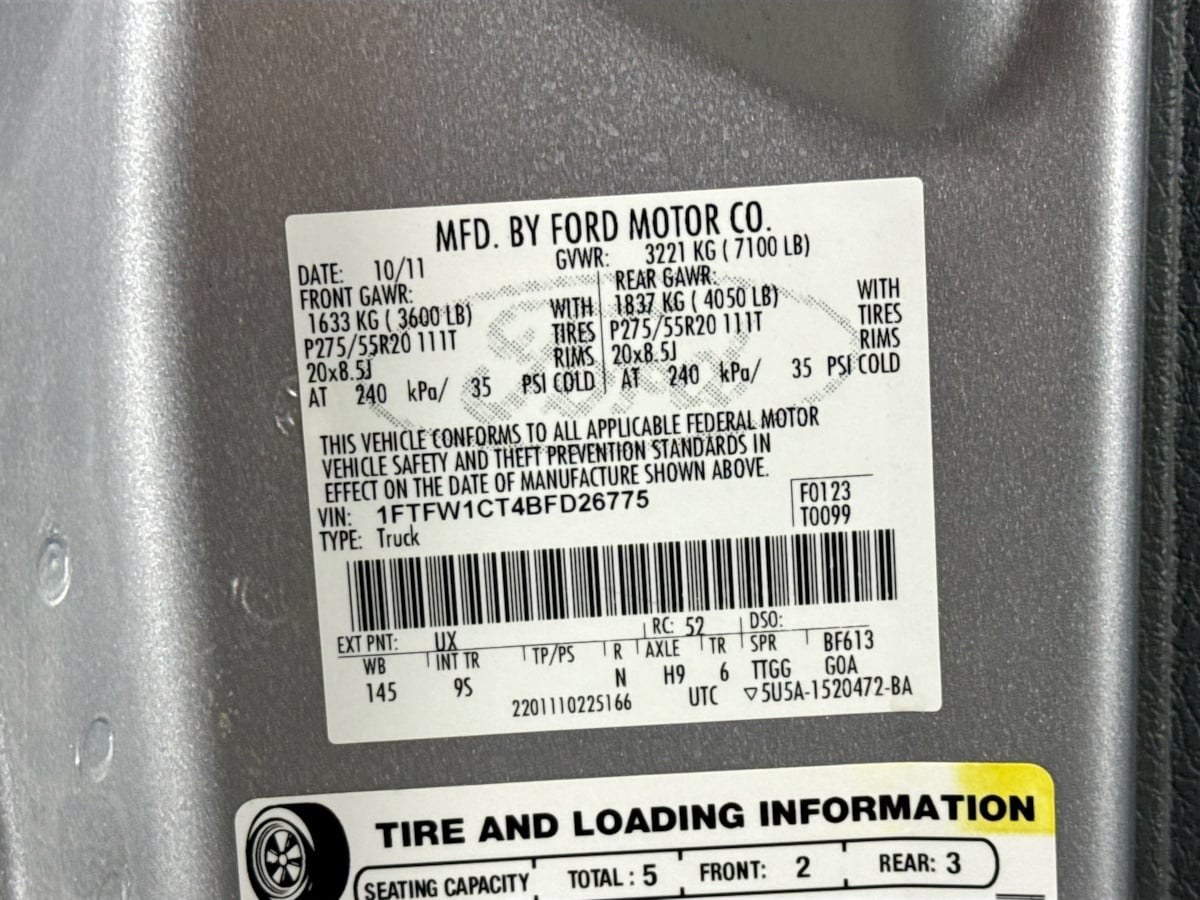 MFD. BY FORD MOTOR CO.
DATE: 10/11 GVWR: 3221 KG ( 7100 LB)
FRONT GAWR: REAR GAWR:
1633 KG ( 3600 LB) WITH 1837 KG ( 4050 LB) WITH
P275/55R20 111T TIRES P275/55R20 111T TIRES
20x8.5J RIMS 20x8.5J RIMS
AT 240 kPa/ 35 PSI COLD AT 240 kPa/ 35 PSI COLD
THIS VEHICLE CONFORMS TO ALL APPLICABLE FEDERAL MOTOR
VEHICLE SAFETY AND THEFT PREVENTION STANDARDS IN
EFFECT ON THE DATE OF MANUFACTURE SHOWN ABOVE.
VIN: 1FTFW1CT4BFD26775 F0123
TYPE: Truck T0099
EXT PNT: UX RC: 52 DSO:
WB INT TR TP/PS R AXLE TR SPR BF613
145 9S N H9 6 TTGG GOA
2201110225166 UTC ▽5U5A-1520472-BA
TIRE AND LOADING INFORMATION
SEATING CAPACITY TOTAL : 5 FRONT: 2 REAR: 3